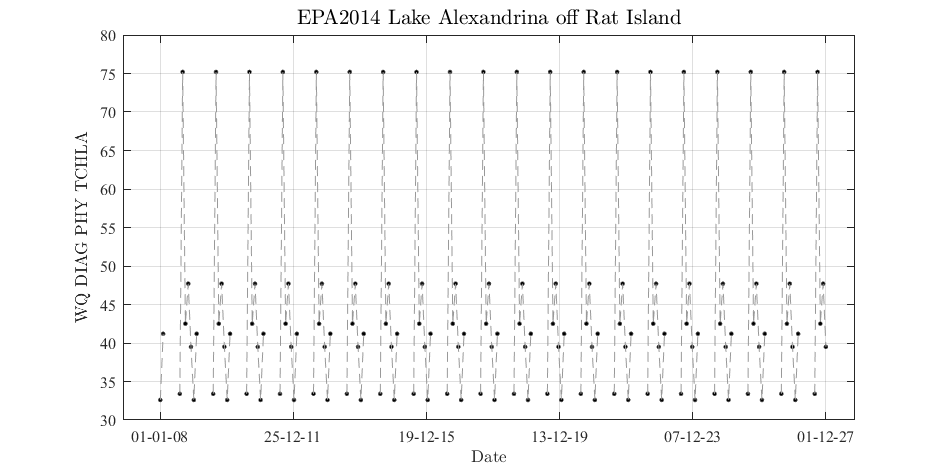 EPA2014 Lake Alexandrina off Rat Island
80
75
70
65
60
55
50
45
40
35
30
WQ DIAG PHY TCHLA
01-01-08 25-12-11 19-12-15 13-12-19 07-12-23 01-12-27
Date